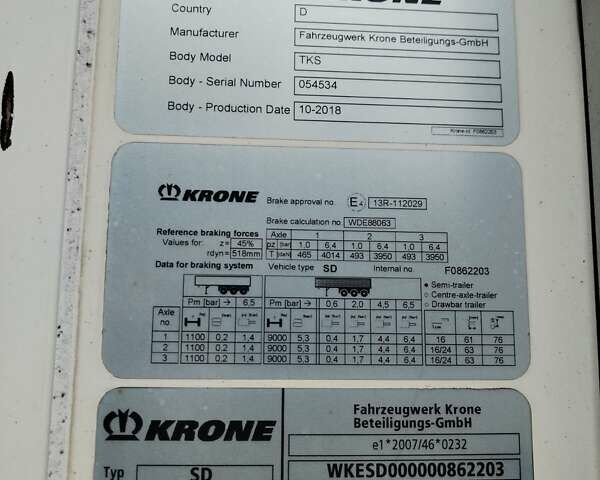 KRONE
Country D
Manufacturer Fahrzeugwerk Krone Beteiligungs-GmbH
Body Model TKS
Body - Serial Number 054534
Body - Production Date 10-2018
Krone-id F0862203
KRONE
Brake approval no. E4 13R-112029
Brake calculation no WDE88063
Reference braking forces Axle 1 2 3
Values for: z = 45% pz [bar] 1,0 6,4 1,0 6,4 1,0 6,4
rdyn = 518mm T [daN] 465 4014 493 3950 493 3950
Data for braking system Vehicle type SD Internal no. F0862203
Semi-trailer
Centre-axle-trailer
Drawbar trailer
Pm [bar] → 6,5 Pm [bar] → 0,6 2,0 4,5 6,5
Axle
no.
1 1100 0,2 1,4 9000 5,3 0,4 1,7 4,4 6,4 16 61 76
2 1100 0,2 1,4 9000 5,3 0,4 1,7 4,4 6,4 16/24 63 76
3 1100 0,2 1,4 9000 5,3 0,4 1,7 4,4 6,4 16/24 63 76
KRONE
Fahrzeugwerk Krone
Beteiligungs-GmbH
e1*2007/46*0232
Typ SD WKESD000000862203